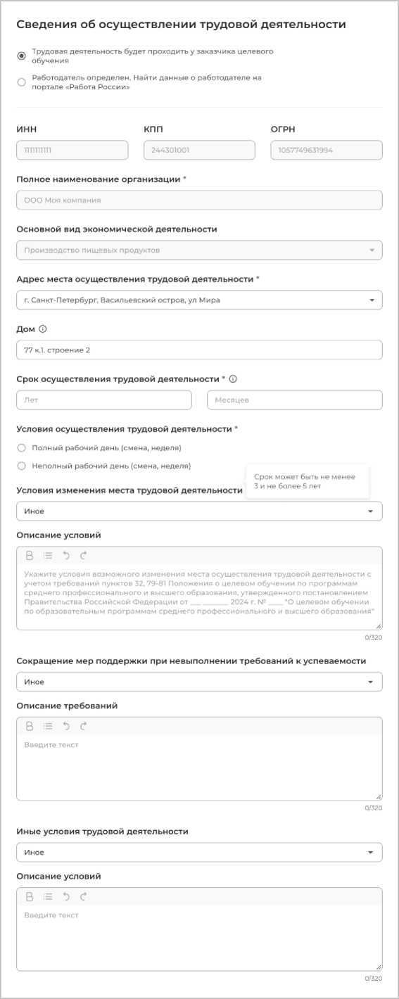 Сведения об осуществлении трудовой деятельности
Трудовая деятельность будет проходить у заказчика целевого
обучения
Работодатель определен. Найти данные о работодателе на
портале «Работа России»
ИНН КПП ОГРН
1111111111 244301001 1057749631994
Полное наименование организации *
ООО Моя компания
Основной вид экономической деятельности
Производство пищевых продуктов
Адрес места осуществления трудовой деятельности *
г. Санкт-Петербург, Васильевский остров, ул Мира
Дом
77 к.1. строение 2
Срок осуществления трудовой деятельности *
Лет Месяцев
Условия осуществления трудовой деятельности *
Полный рабочий день (смена, неделя)
Неполный рабочий день (смена, неделя)
Срок может быть не менее
3 и не более 5 лет
Условия изменения места трудовой деятельности
Иное
Описание условий
Укажите условия возможного изменения места осуществления трудовой деятельности с
учетом требований пунктов 32, 79-81 Положения о целевом обучении по программам
среднего профессионального и высшего образования, утвержденного постановлением
Правительства Российской Федерации от ___ ________ 2024 г. № ____ "О целевом обучении
по образовательным программам среднего профессионального и высшего образования"
0/320
Сокращение мер поддержки при невыполнении требований к успеваемости
Иное
Описание требований
Введите текст
0/320
Иные условия трудовой деятельности
Иное
Описание условий
Введите текст
0/320